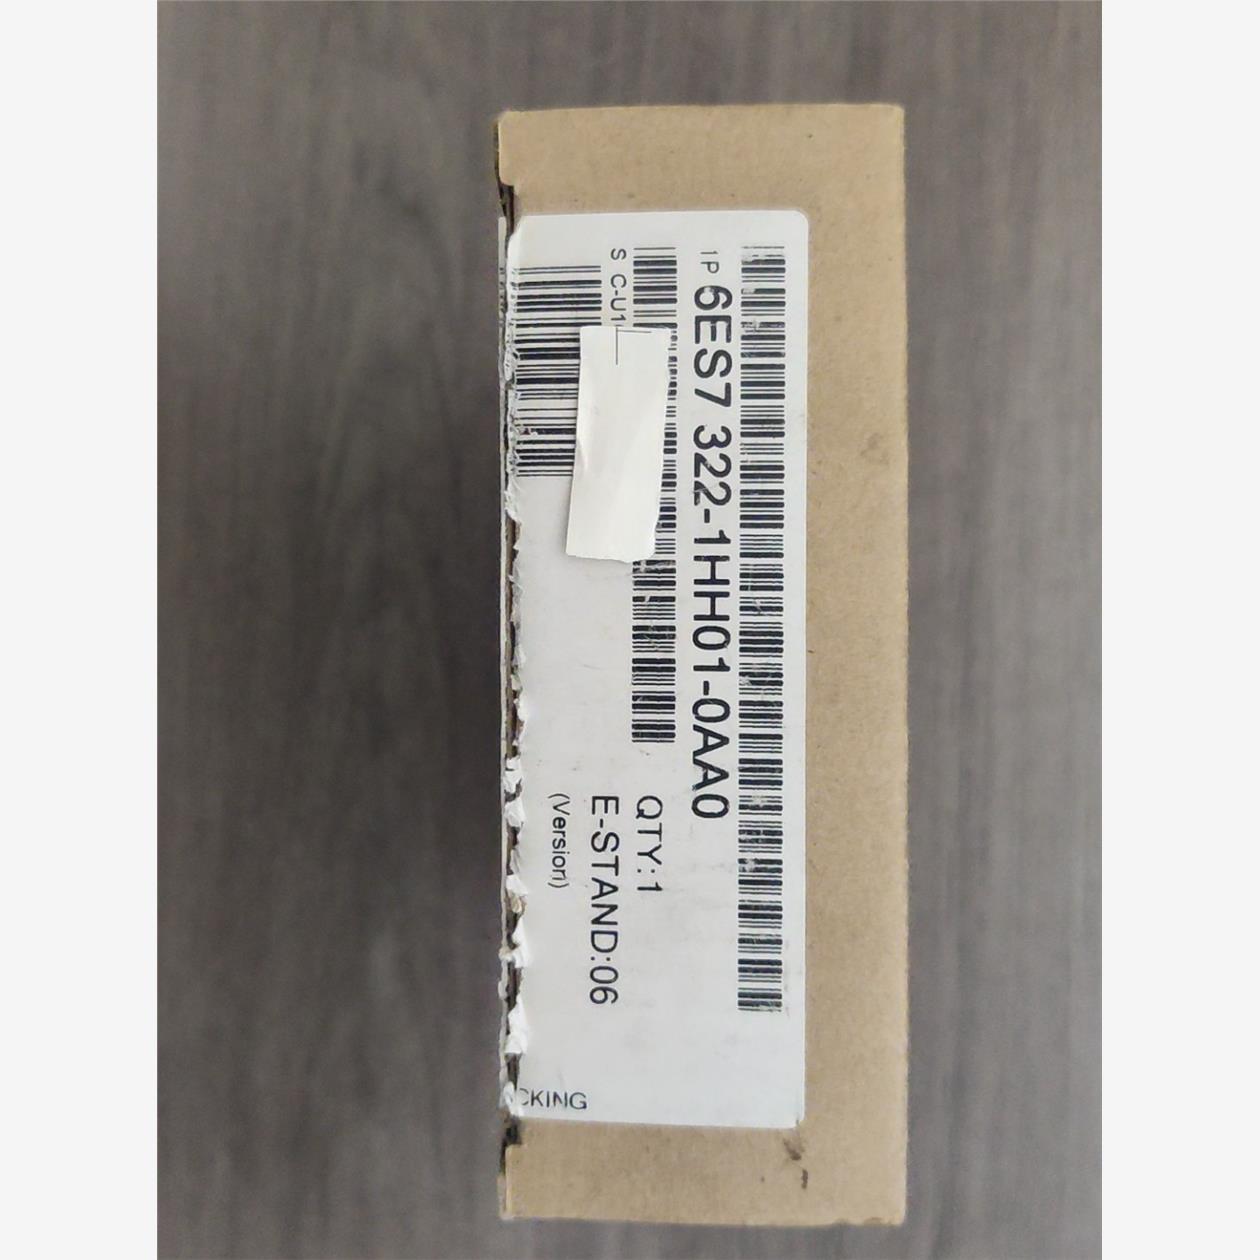 1P 6ES7 322-1HH01-0AA0
S C-U1
QTY:1
E-STAND:06
(Version)
CKING